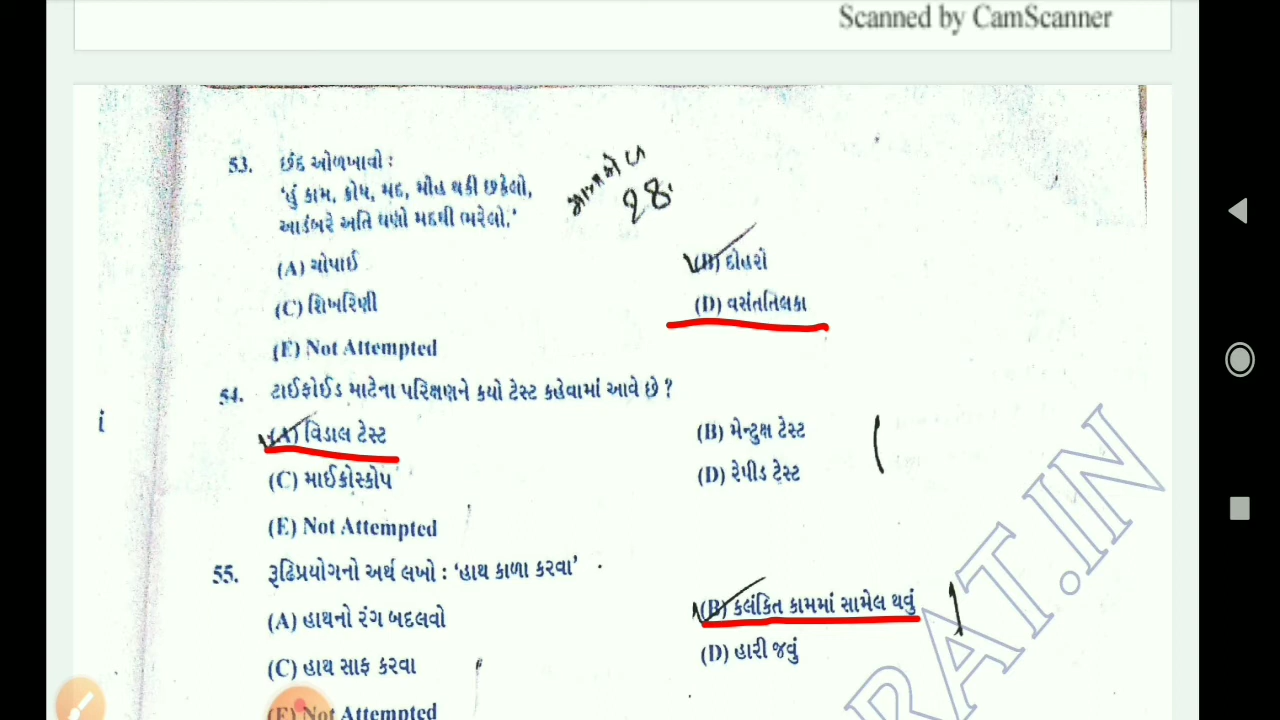 Scanned by CamScanner
53. છંદ ઓળખાવો :
'હું કામ, ક્રોધ, મદ, મોહ થકી છકેલો,
આડંબરે અતિ ઘણો મદથી ભરેલો.'
28
(A) ચોપાઈ
(B) દોહરો
(C) શિખરિણી
(D) વસંતતિલકા
(E) Not Attempted
54. ટાઈફોઈડ માટેના પરિક્ષણને કયો ટેસ્ટ કહેવામાં આવે છે ?
(A) વિડાલ ટેસ્ટ
(B) મેન્ટુક્ષ ટેસ્ટ
(C) માઈક્રોસ્કોપ
(D) રેપીડ ટેસ્ટ
(E) Not Attempted
55. રૂઢિપ્રયોગનો અર્થ લખો : 'હાથ કાળા કરવા'
(A) હાથનો રંગ બદલવો
(B) કલંકિત કામમાં સામેલ થવું
(C) હાથ સાફ કરવા
(D) હારી જવું
(E) Not Attempted
RAT.IN